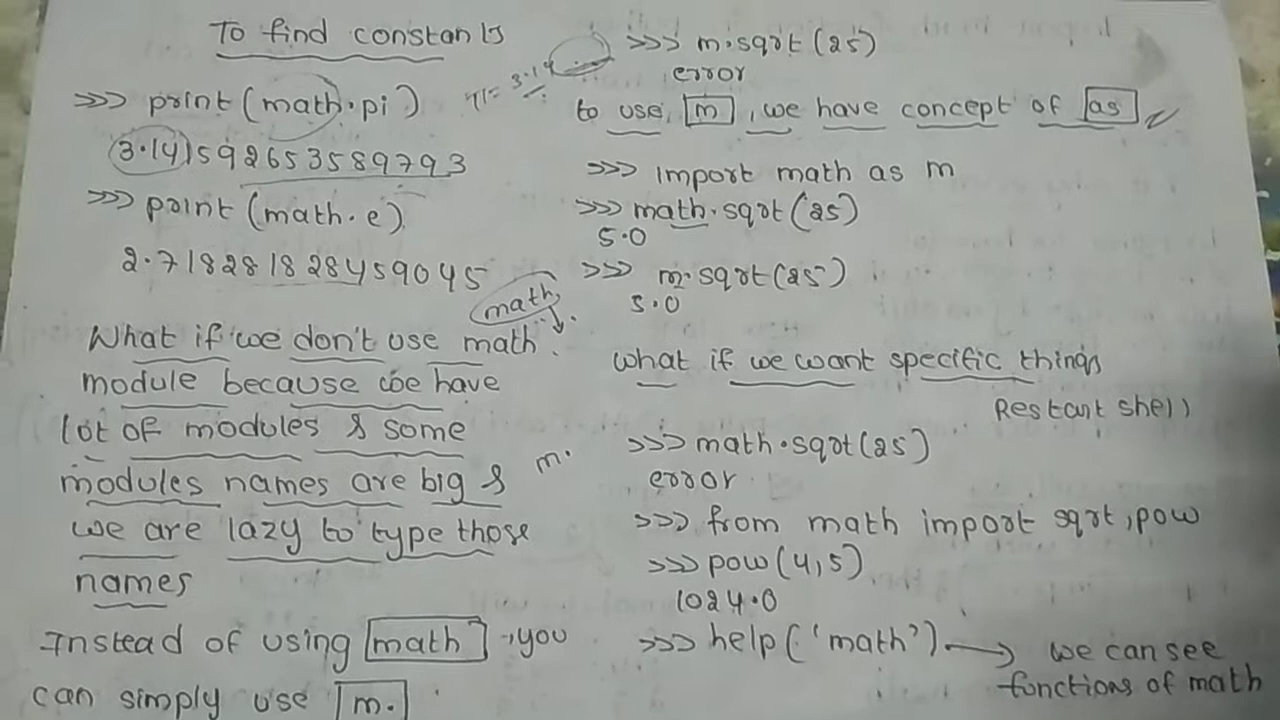 To find constants
>>> print(math.pi)
π = 3.14
3.141592653589793
>>> print(math.e)
2.718281828459045
math.
What if we don't use math.
module because we have
lot of modules & some
modules names are big & m.
we are lazy to type those
names
Instead of using math, you
can simply use m.
>>> m.sqrt(25)
error
to use, m, we have concept of as
>>> import math as m
>>> math.sqrt(25)
5.0
>>> m.sqrt(25)
5.0
what if we want specific things
Restart shell
>>> math.sqrt(25)
error
>>> from math import sqrt, pow
>>> pow(4,5)
1024.0
>>> help('math') → we can see
functions of math